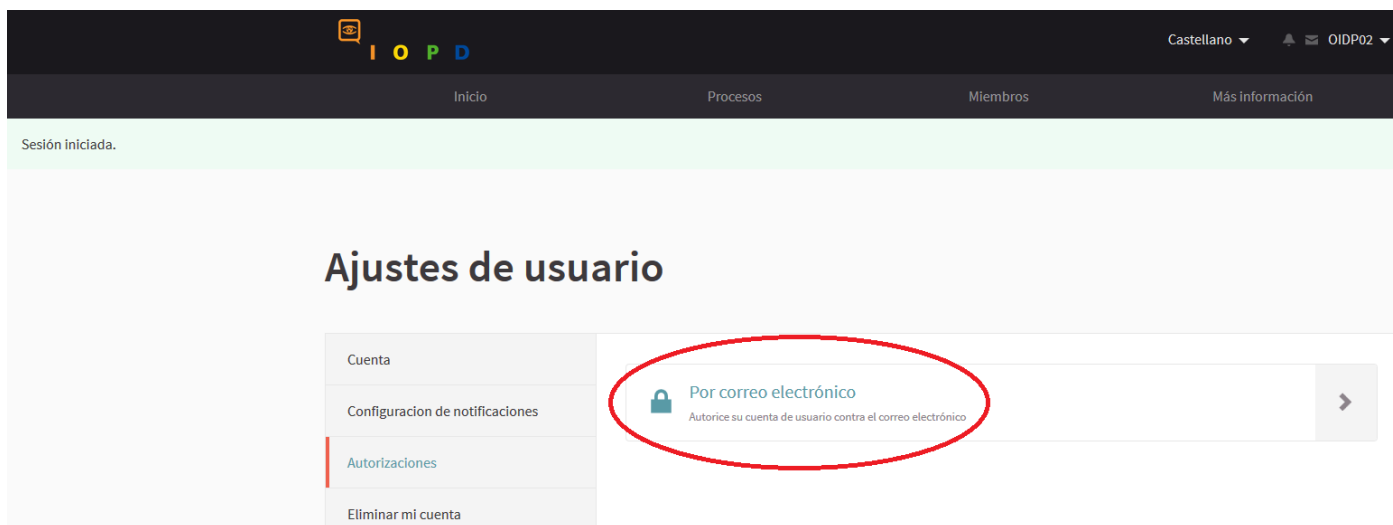 IOPD
Castellano OIDP02
Inicio Procesos Miembros Más información
Sesión iniciada.
Ajustes de usuario
Cuenta
Por correo electrónico
Autorice su cuenta de usuario contra el correo electrónico
Configuracion de notificaciones
Autorizaciones
Eliminar mi cuenta